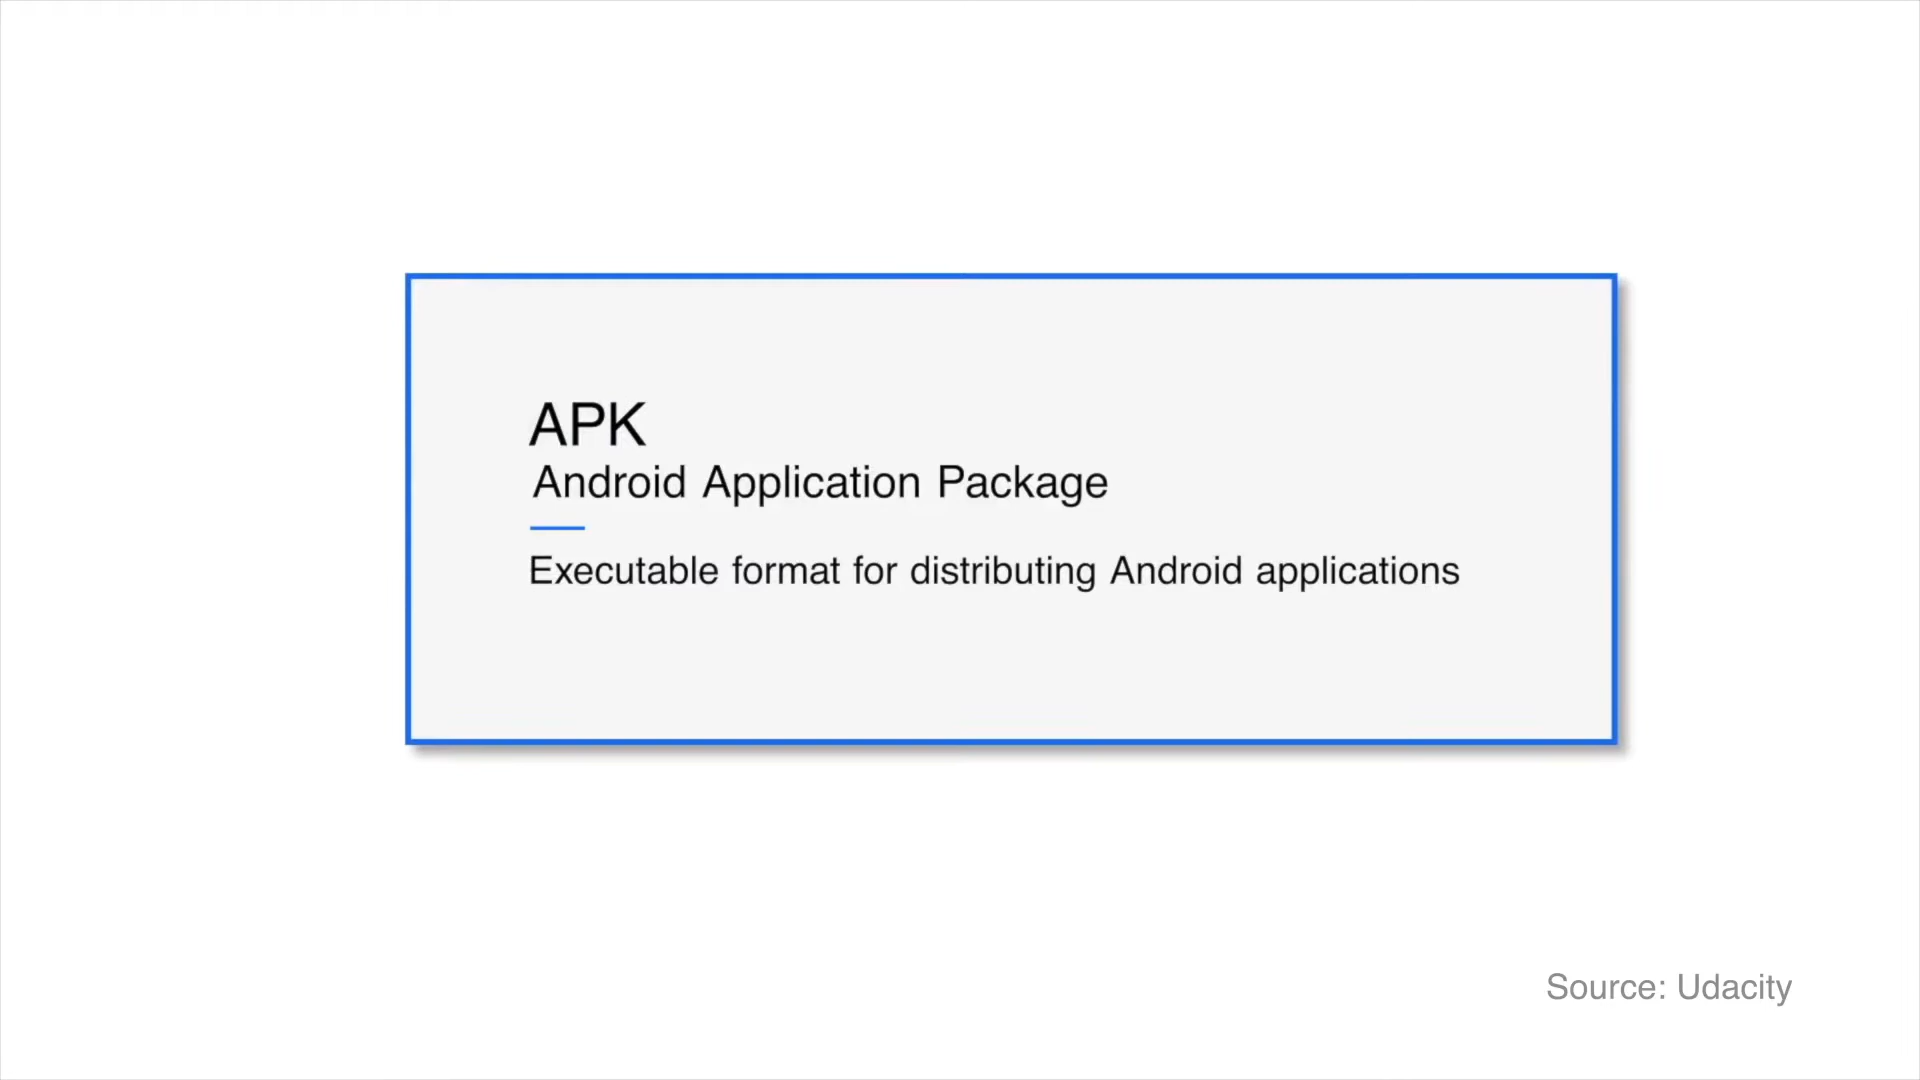 APK
Android Application Package
Executable format for distributing Android applications
Source: Udacity